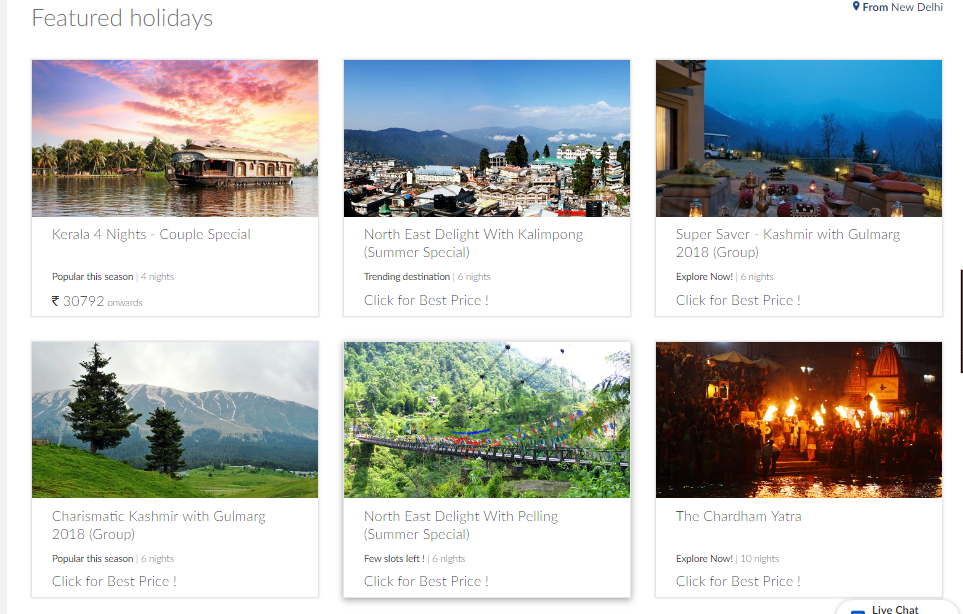 Featured holidays
From New Delhi
Kerala 4 Nights - Couple Special
Popular this season | 4 nights
₹ 30792 onwards
North East Delight With Kalimpong
(Summer Special)
Trending destination | 6 nights
Click for Best Price !
Super Saver - Kashmir with Gulmarg
2018 (Group)
Explore Now! | 6 nights
Click for Best Price !
Charismatic Kashmir with Gulmarg
2018 (Group)
Popular this season | 6 nights
Click for Best Price !
North East Delight With Pelling
(Summer Special)
Few slots left ! | 6 nights
Click for Best Price !
The Chardham Yatra
Explore Now! | 10 nights
Click for Best Price !
Live Chat